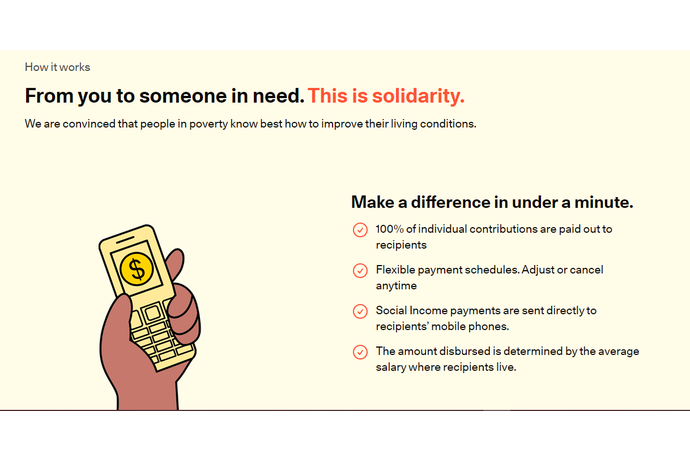 How it works
From you to someone in need. This is solidarity.
We are convinced that people in poverty know best how to improve their living conditions.
Make a difference in under a minute.
100% of individual contributions are paid out to
recipients
Flexible payment schedules. Adjust or cancel
anytime
Social Income payments are sent directly to
recipients’ mobile phones.
The amount disbursed is determined by the average
salary where recipients live.
$